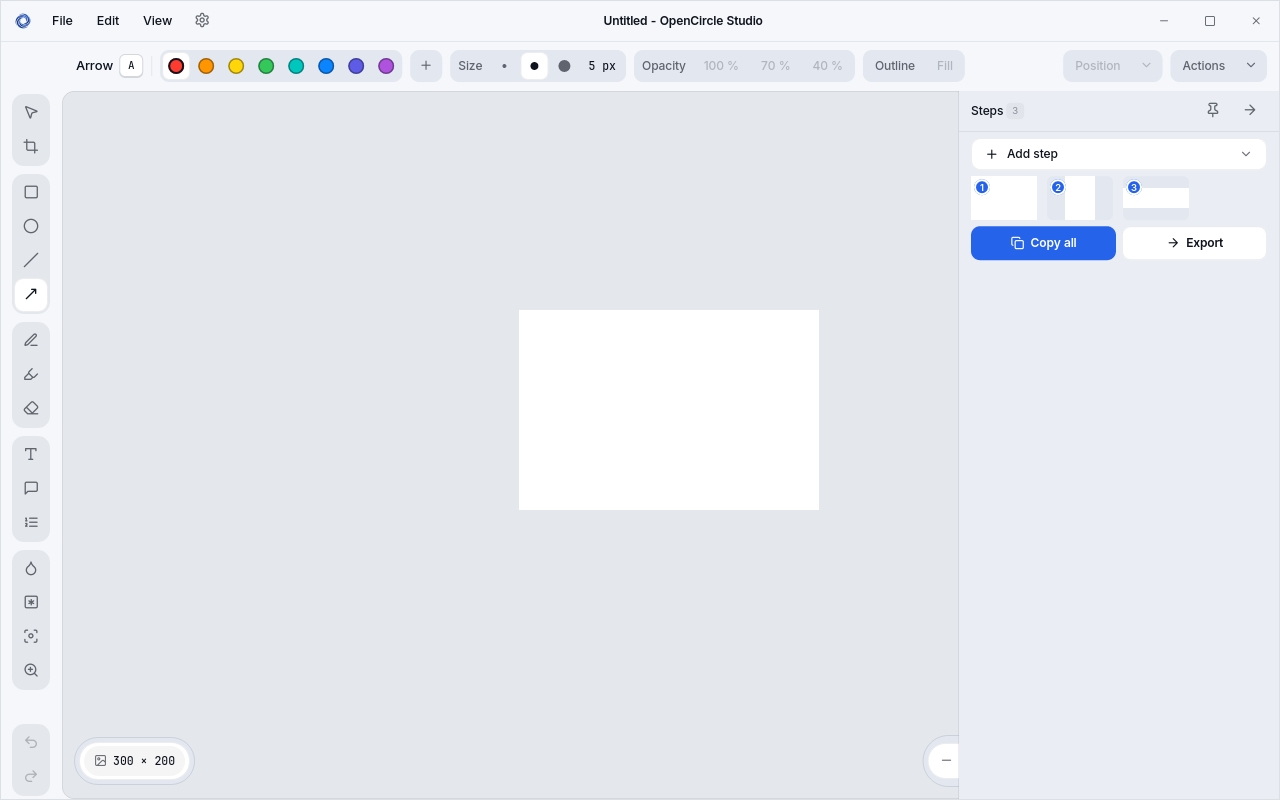 File Edit View
Untitled - OpenCircle Studio
Arrow A
Size 5 px
Opacity 100 % 70 % 40 %
Outline Fill
Position
Actions
Steps 3
Add step
1 2 3
Copy all
Export
300 × 200